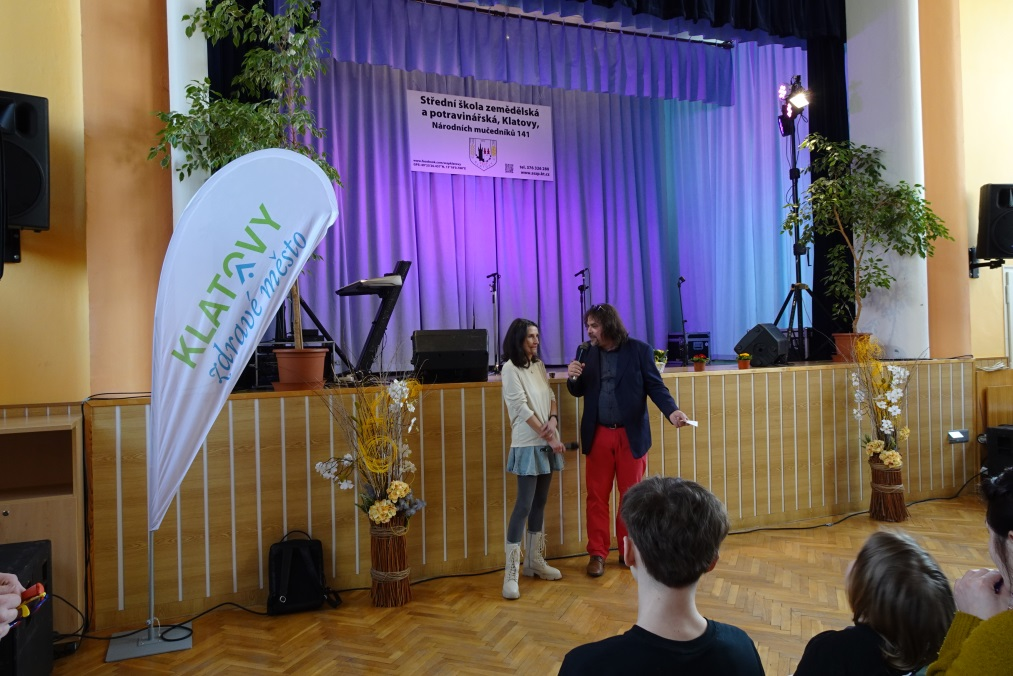 Střední škola zemědělská
a potravinářská, Klatovy,
Národních mučedníků 141
KLATOVY
zdravé město